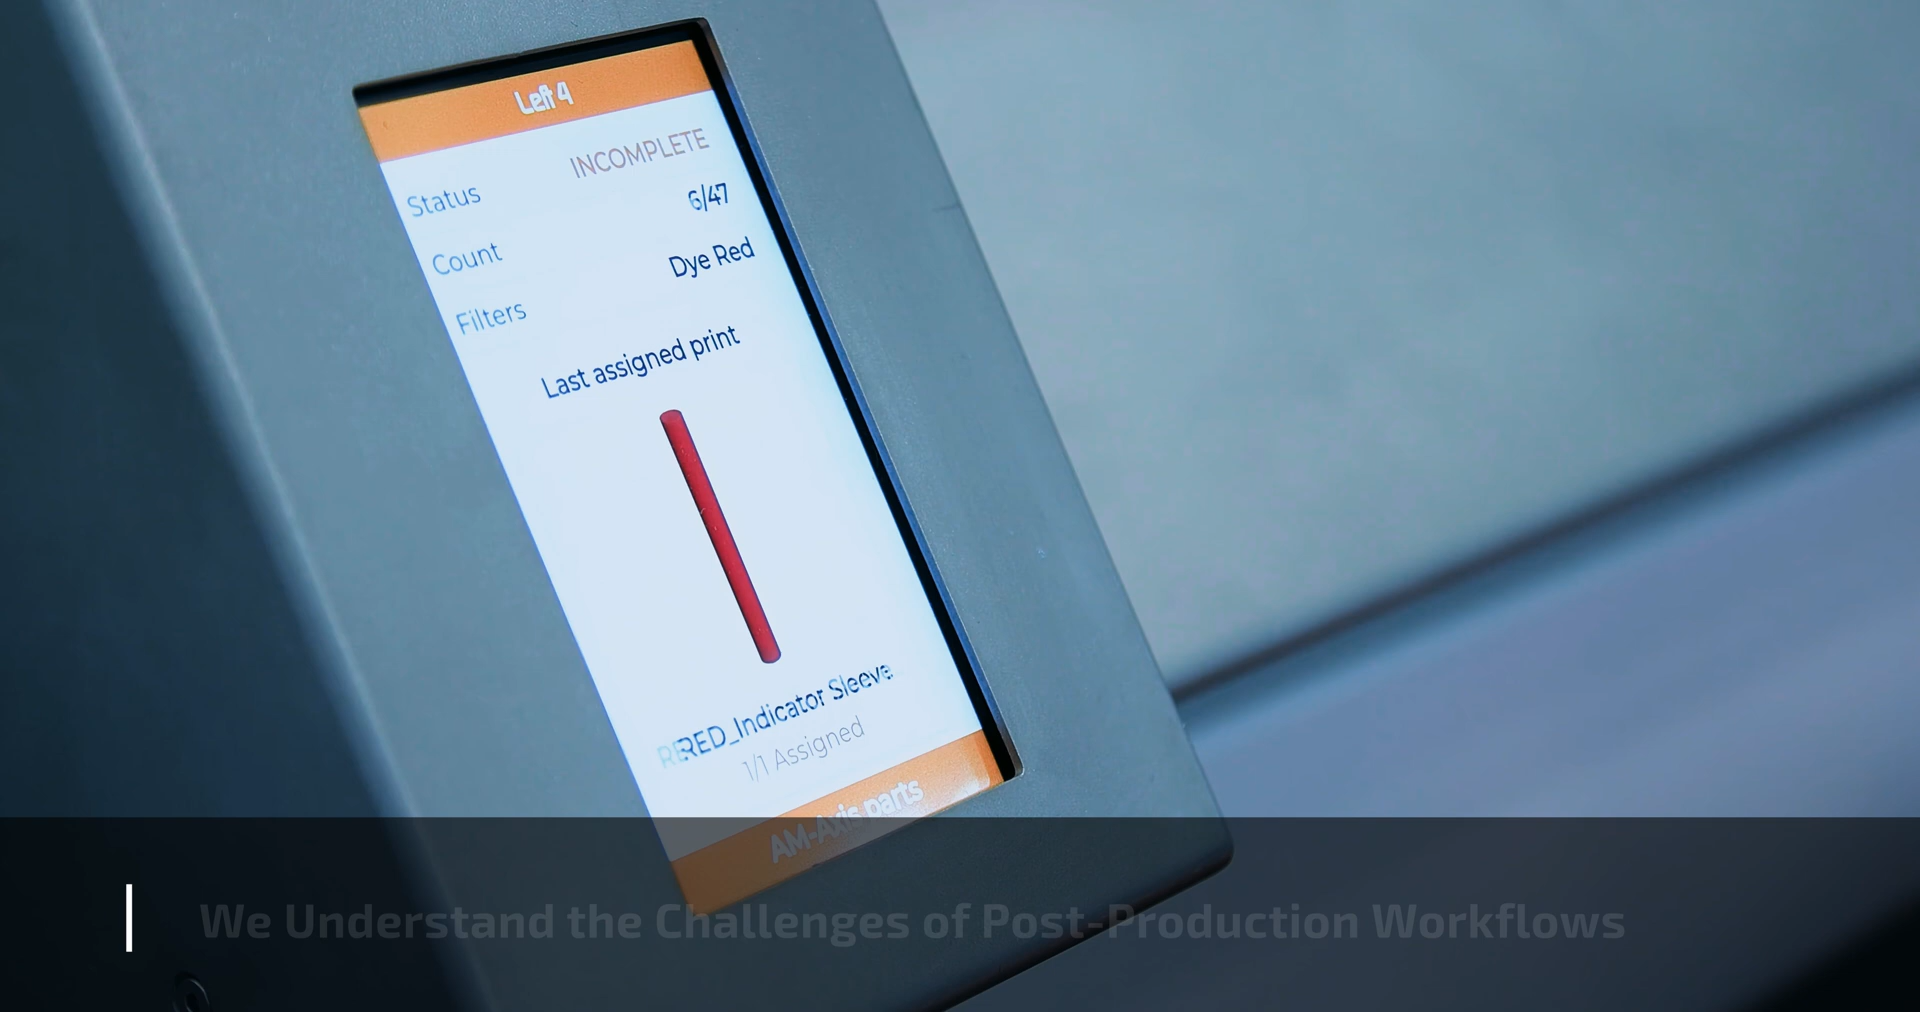 Left 4
Status INCOMPLETE
Count 6/47
Filters Dye Red
Last assigned print
RED_Indicator Sleeve
1/1 Assigned
AM-Axis parts
We Understand the Challenges of Post-Production Workflows